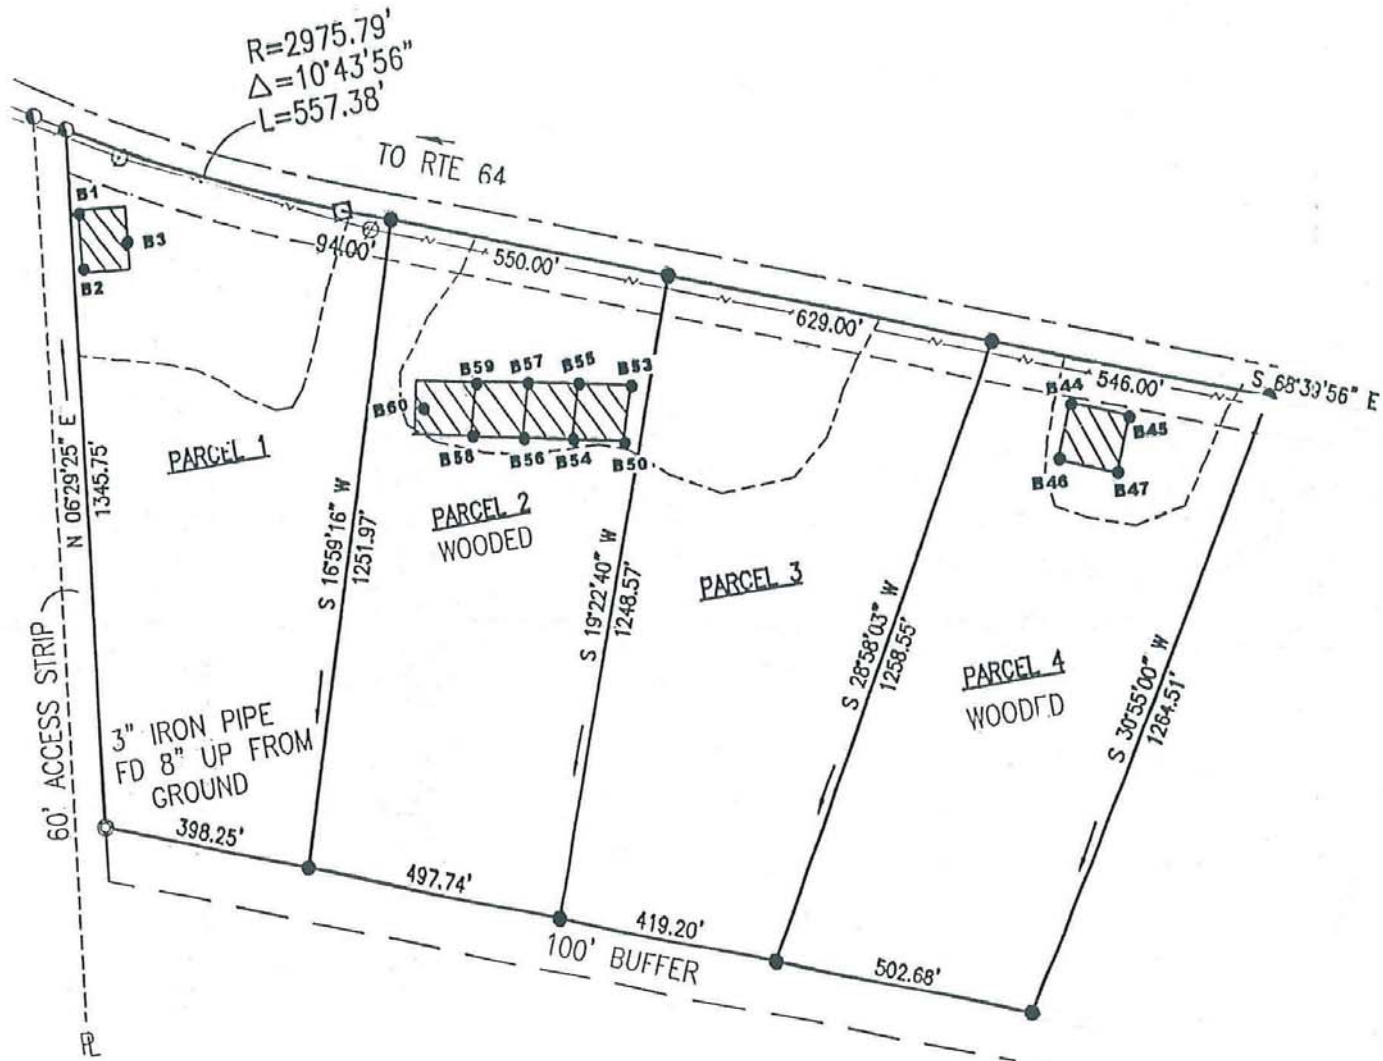 R=2975.79'
△=10°43'56"
L=557.38'
TO RTE 64
94.00'
550.00'
629.00'
546.00'
S 68°39'56" E
B1
B3
B2
B59
B57
B55
B53
B60
B58
B56
B54
B50
B44
B45
B46
B47
PARCEL 1
PARCEL 2
WOODED
PARCEL 3
PARCEL 4
WOODED
N 06°29'25" E
1345.75'
S 16°59'16" W
1251.97'
S 19°22'40" W
1248.57'
S 28°58'03" W
1258.55'
S 30°55'00" W
1264.51'
60' ACCESS STRIP
3" IRON PIPE
FD 8" UP FROM
GROUND
398.25'
497.74'
419.20'
502.68'
100' BUFFER
PL